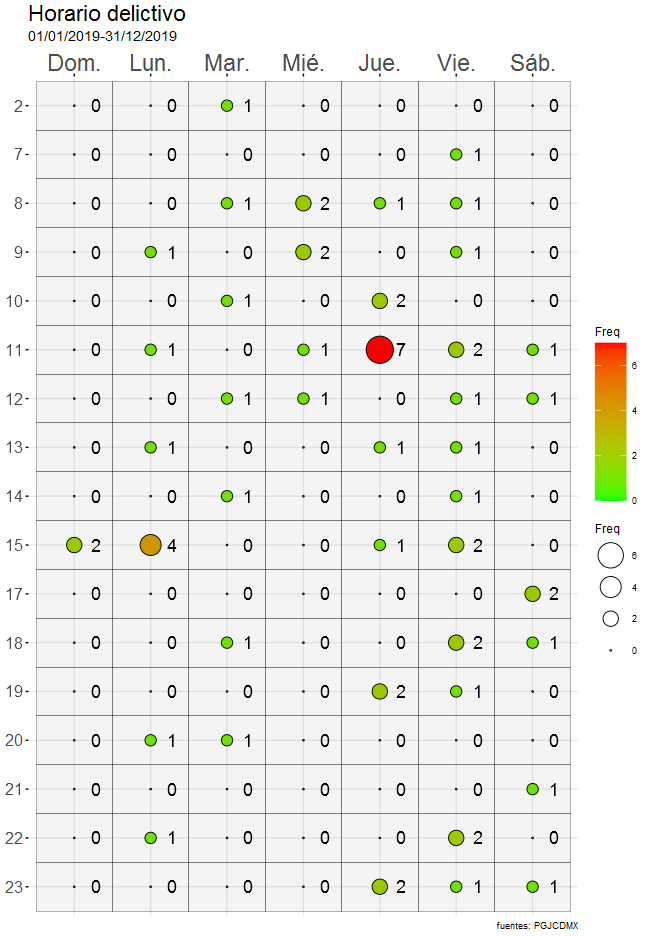 Horario delictivo
01/01/2019-31/12/2019
Dom. Lun. Mar. Mié. Jue. Vie. Sáb.
2 0 0 1 0 0 0 0
7 0 0 0 0 0 1 0
8 0 0 1 2 1 1 0
9 0 1 0 2 0 1 0
10 0 0 1 0 2 0 0
11 0 1 0 1 7 2 1
12 0 0 1 1 0 1 1
13 0 1 0 0 1 1 0
14 0 0 1 0 0 1 0
15 2 4 0 0 1 2 0
17 0 0 0 0 0 0 2
18 0 0 1 0 0 2 1
19 0 0 0 0 2 1 0
20 0 1 1 0 0 0 0
21 0 0 0 0 0 0 1
22 0 1 0 0 0 2 0
23 0 0 0 0 2 1 1
Freq
6
4
2
0
Freq
6
4
2
0
fuentes: PGJCDMX